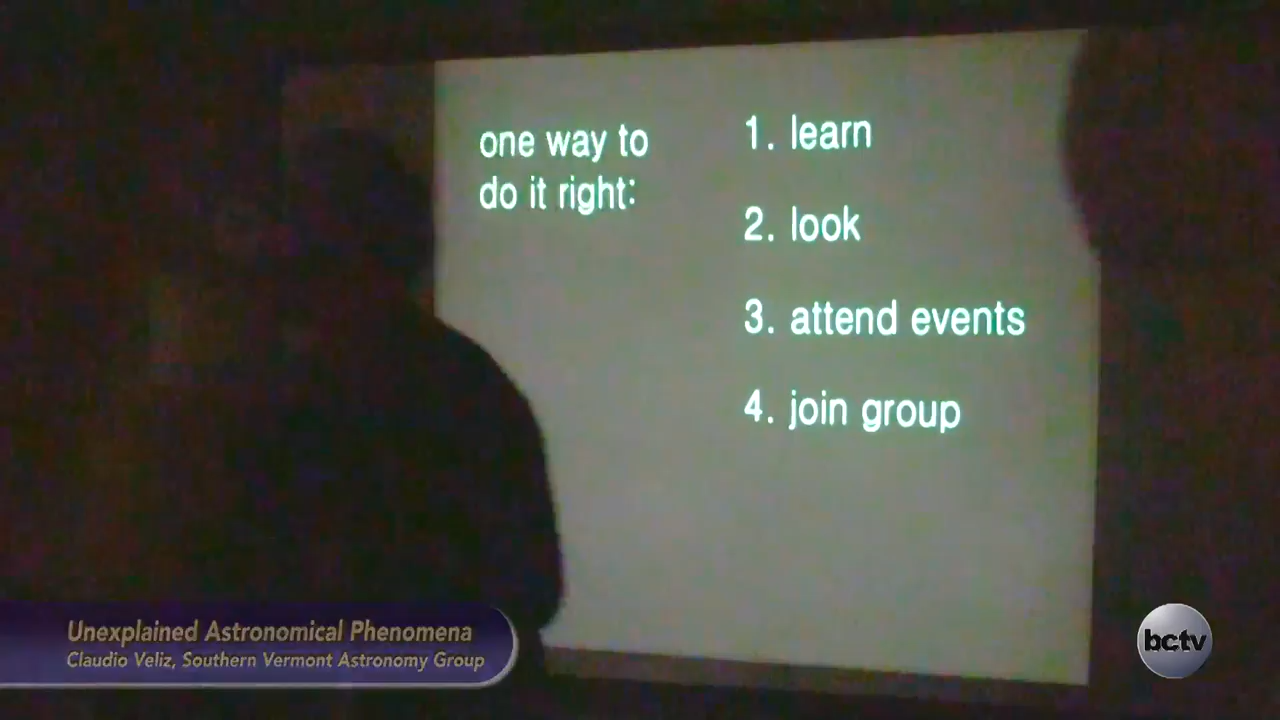 one way to
do it right:
1. learn
2. look
3. attend events
4. join group
Unexplained Astronomical Phenomena
Claudio Veliz, Southern Vermont Astronomy Group
bctv